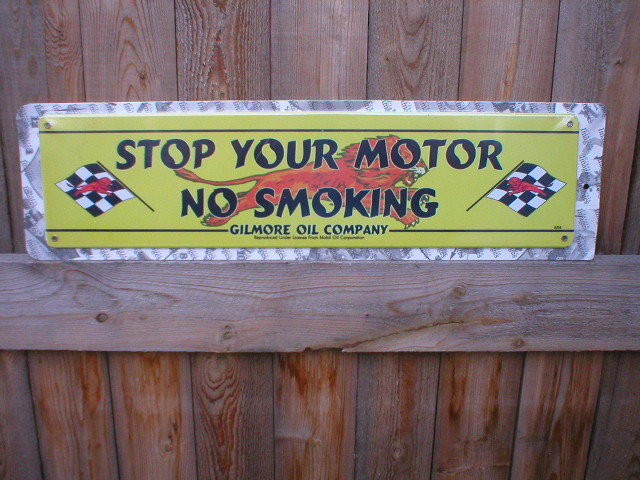 STOP YOUR MOTOR
NO SMOKING
GILMORE OIL COMPANY
Reproduced Under License From Mobil Oil Corporation